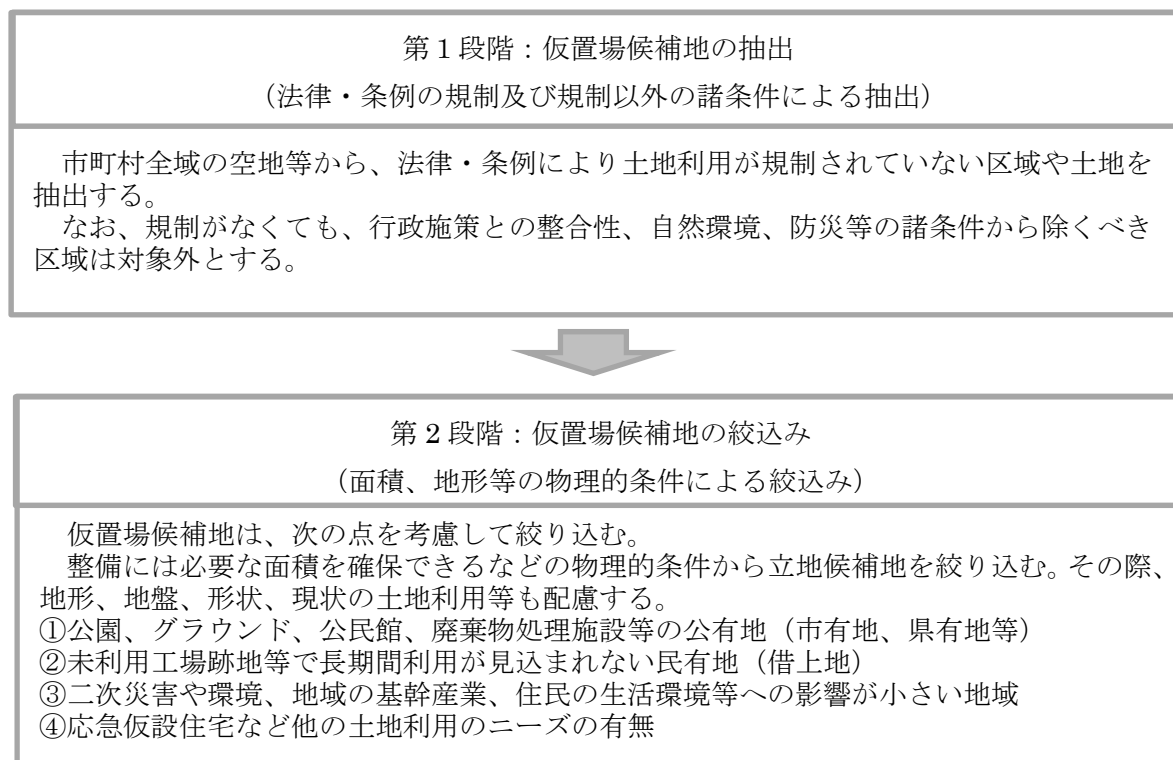 第1段階：仮置場候補地の抽出
（法律・条例の規制及び規制以外の諸条件による抽出）
　市町村全域の空地等から、法律・条例により土地利用が規制されていない区域や土地を
抽出する。
　なお、規制がなくても、行政施策との整合性、自然環境、防災等の諸条件から除くべき
区域は対象外とする。
第2段階：仮置場候補地の絞込み
（面積、地形等の物理的条件による絞込み）
　仮置場候補地は、次の点を考慮して絞り込む。
　整備には必要な面積を確保できるなどの物理的条件から立地候補地を絞り込む。その際、
地形、地盤、形状、現状の土地利用等も配慮する。
①公園、グラウンド、公民館、廃棄物処理施設等の公有地（市有地、県有地等）
②未利用工場跡地等で長期間利用が見込まれない民有地（借上地）
③二次災害や環境、地域の基幹産業、住民の生活環境等への影響が小さい地域
④応急仮設住宅など他の土地利用のニーズの有無